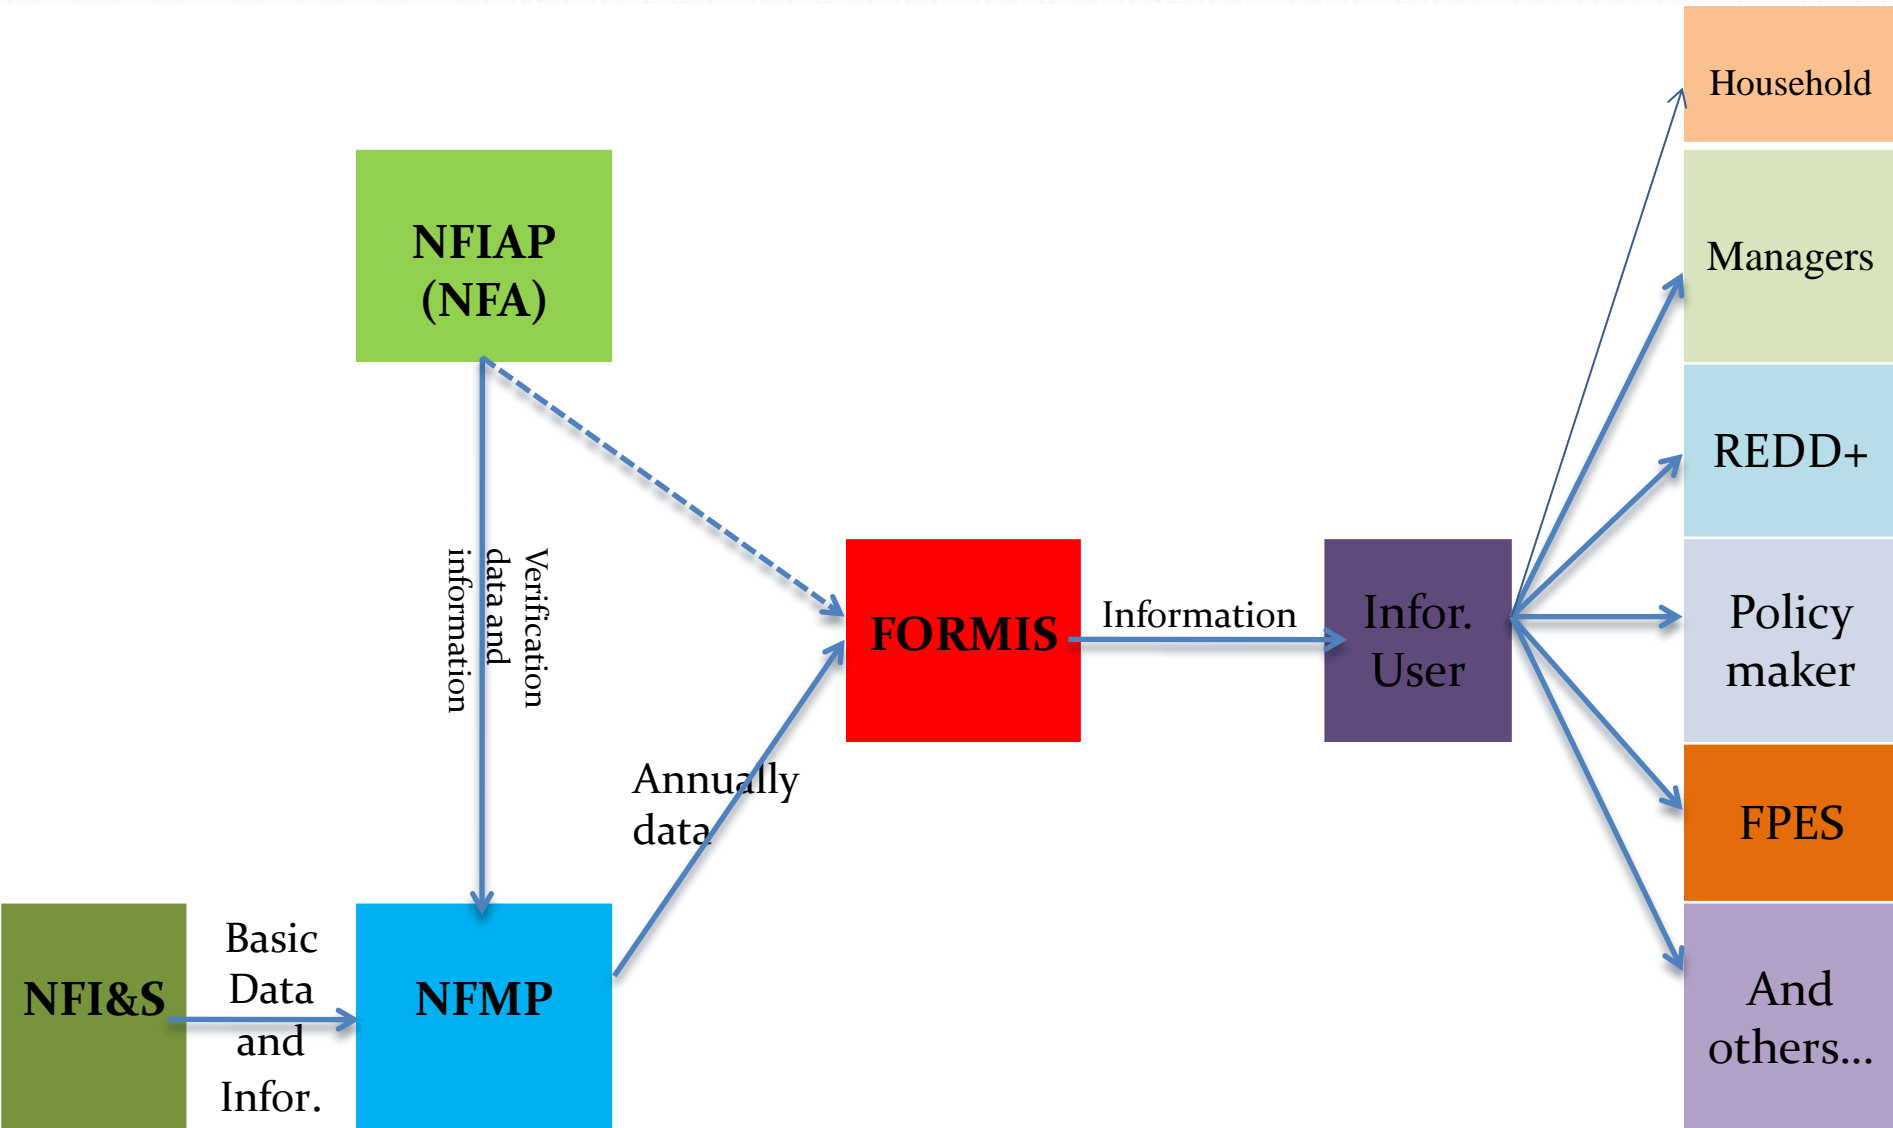 Household
NFIAP
(NFA)
Managers
REDD+
Verification
data and
information
FORMIS
Information
Infor.
User
Policy
maker
Annually
data
FPES
NFI&S
Basic
Data
and
Infor.
NFMP
And
others...